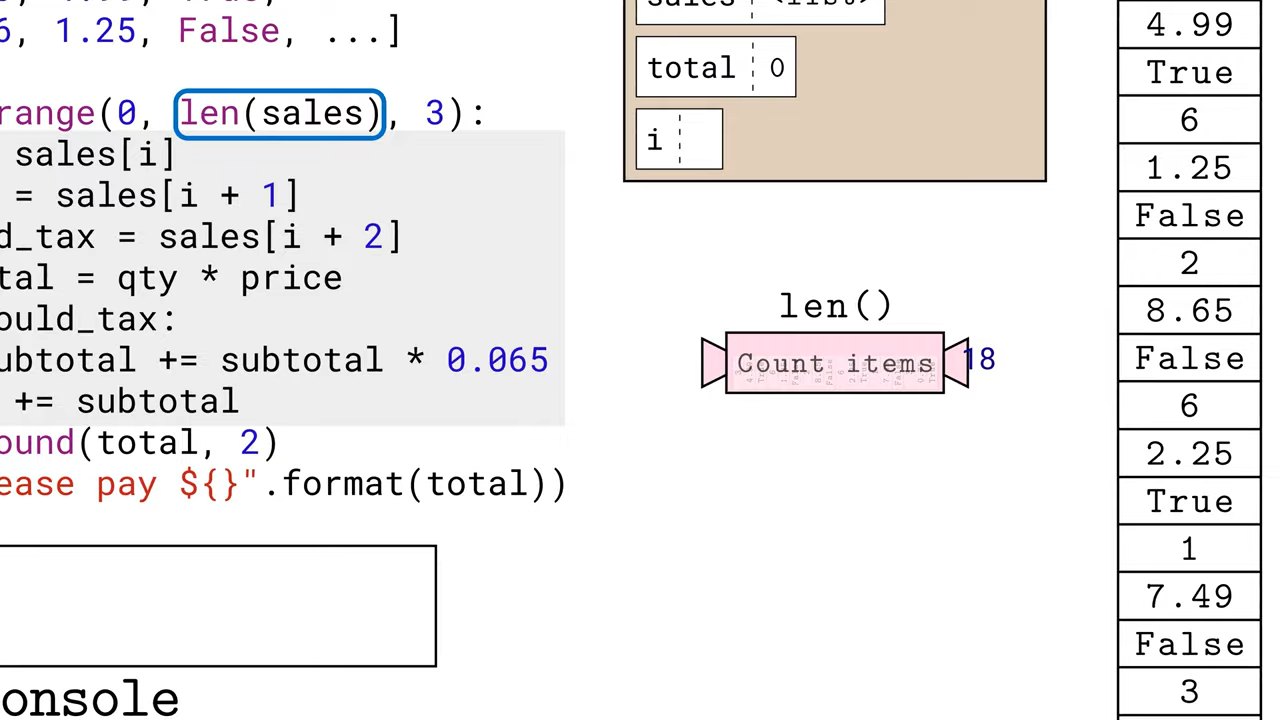 6, 1.25, False, ...]
range(0, len(sales), 3):
sales[i]
= sales[i + 1]
d_tax = sales[i + 2]
tal = qty * price
ould_tax:
ubtotal += subtotal * 0.065
+= subtotal
ound(total, 2)
ease pay ${}".format(total))
onsole
sales <list>
total 0
i
len()
Count items
18
4.99
True
6
1.25
False
2
8.65
False
6
2.25
True
1
7.49
False
3